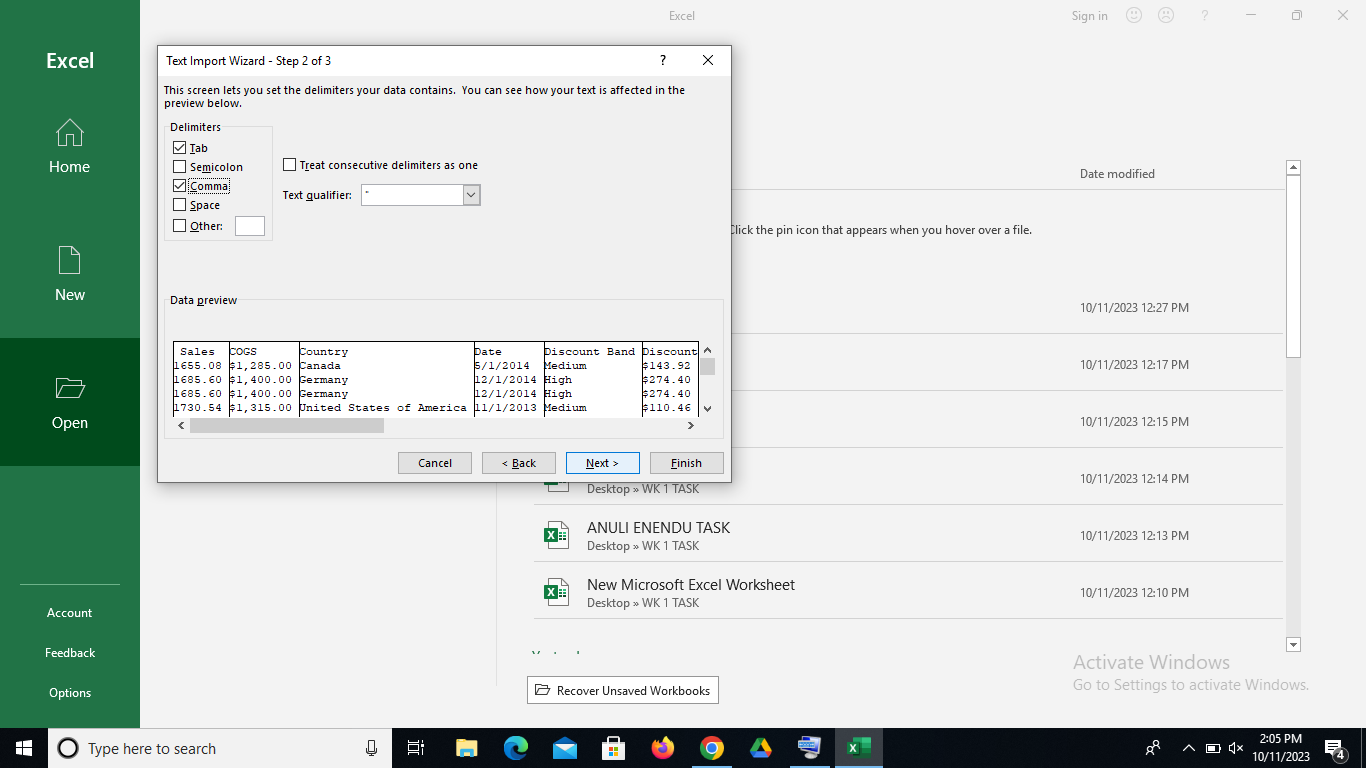 Excel
Sign in
?
Excel
Home
New
Open
Account
Feedback
Options
Text Import Wizard - Step 2 of 3
?
This screen lets you set the delimiters your data contains. You can see how your text is affected in the
preview below.
Delimiters
Tab
Semicolon
Comma
Space
Other:
Treat consecutive delimiters as one
Text qualifier: "
Data preview
Sales COGS Country Date Discount Band Discount
1655.08 $1,285.00 Canada 5/1/2014 Medium $143.92
1685.60 $1,400.00 Germany 12/1/2014 High $274.40
1685.60 $1,400.00 Germany 12/1/2014 High $274.40
1730.54 $1,315.00 United States of America 11/1/2013 Medium $110.46
Cancel < Back Next > Finish
Date modified
Click the pin icon that appears when you hover over a file.
10/11/2023 12:27 PM
10/11/2023 12:17 PM
10/11/2023 12:15 PM
Desktop » WK 1 TASK 10/11/2023 12:14 PM
ANULI ENENDU TASK
Desktop » WK 1 TASK 10/11/2023 12:13 PM
New Microsoft Excel Worksheet
Desktop » WK 1 TASK 10/11/2023 12:10 PM
Recover Unsaved Workbooks
Activate Windows
Go to Settings to activate Windows.
Type here to search
2:05 PM
10/11/2023
4